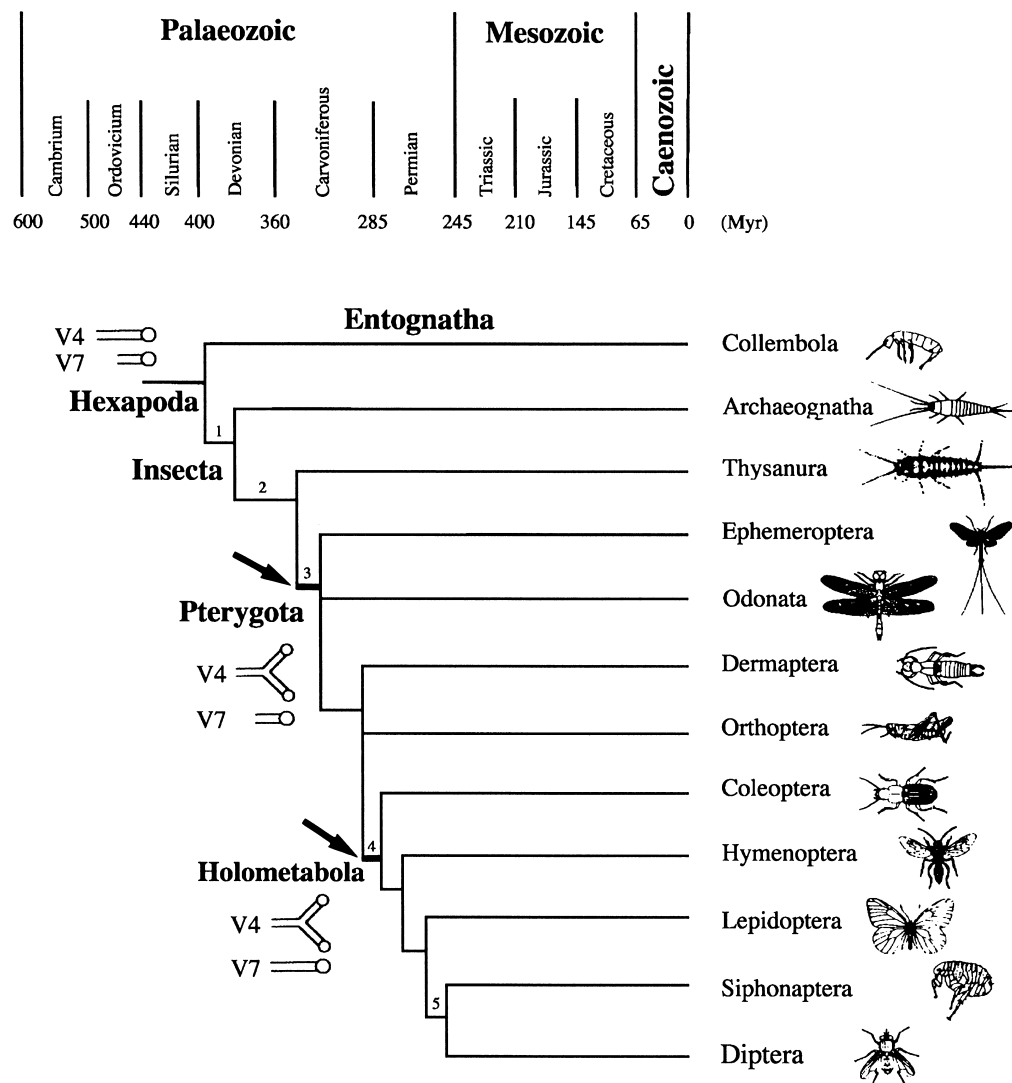 Palaeozoic
Mesozoic
Caenozoic
Cambrium
Ordovicium
Silurian
Devonian
Carvoniferous
Permian
Triassic
Jurassic
Cretaceous
600 500 440 400 360 285 245 210 145 65 0 (Myr)
Entognatha
V4
V7
Collembola
Hexapoda
Archaeognatha
1
Insecta
Thysanura
2
Ephemeroptera
3
Pterygota
Odonata
V4
Dermaptera
V7
Orthoptera
Coleoptera
4
Hymenoptera
Holometabola
V4
Lepidoptera
V7
Siphonaptera
5
Diptera